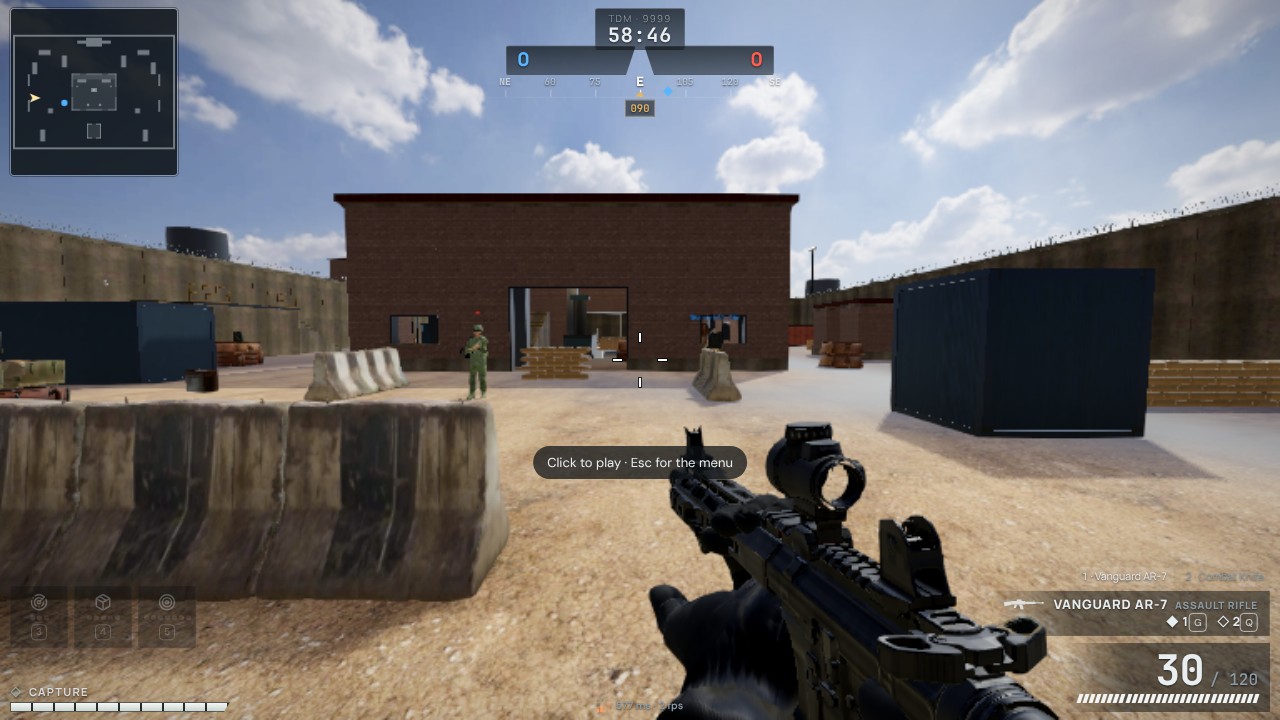 TDM · 9999
58:46
0
0
NE 60 75 E 105 120 SE
090
Click to play · Esc for the menu
1 Vanguard AR-7 2 Combat Knife
VANGUARD AR-7 ASSAULT RIFLE
1 G 2 Q
30 / 120
3 4 5
CAPTURE